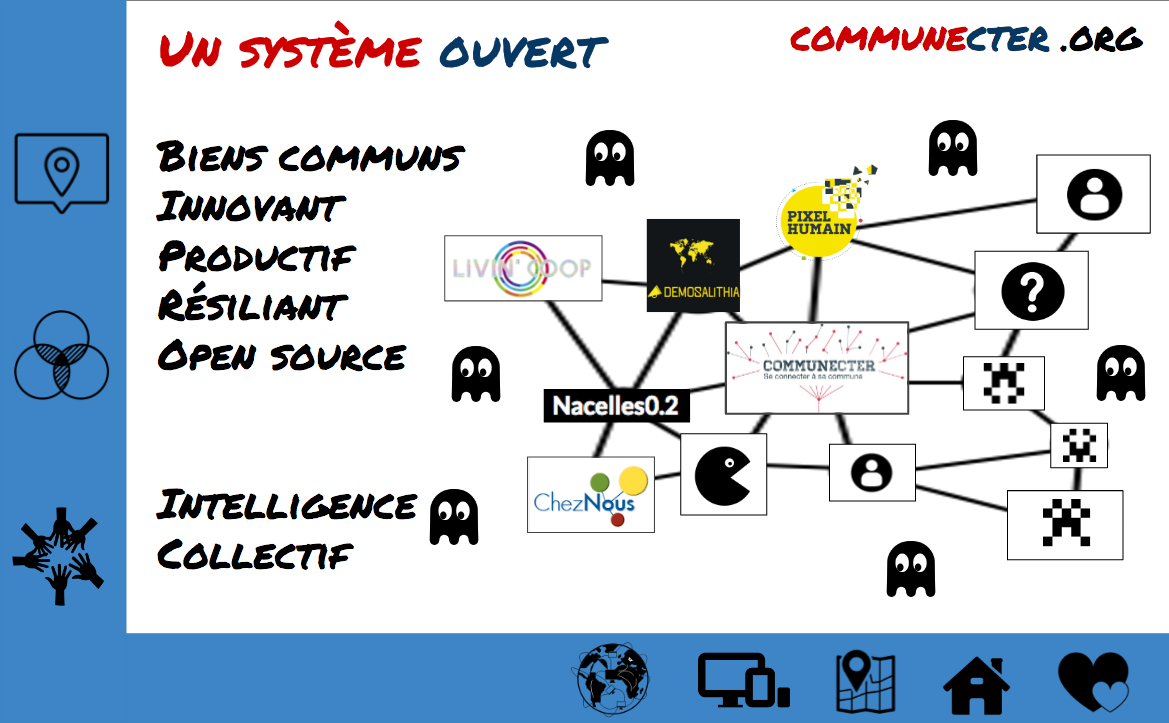 Un système ouvert
communecter .org
Biens communs
Innovant
Productif
Résiliant
Open source
Intelligence
Collectif
PIXEL
HUMAIN
LIVIN' COOP
DEMOSALITHIA
COMMUNECTER
Se connecter à sa commune
Nacelles0.2
ChezNous